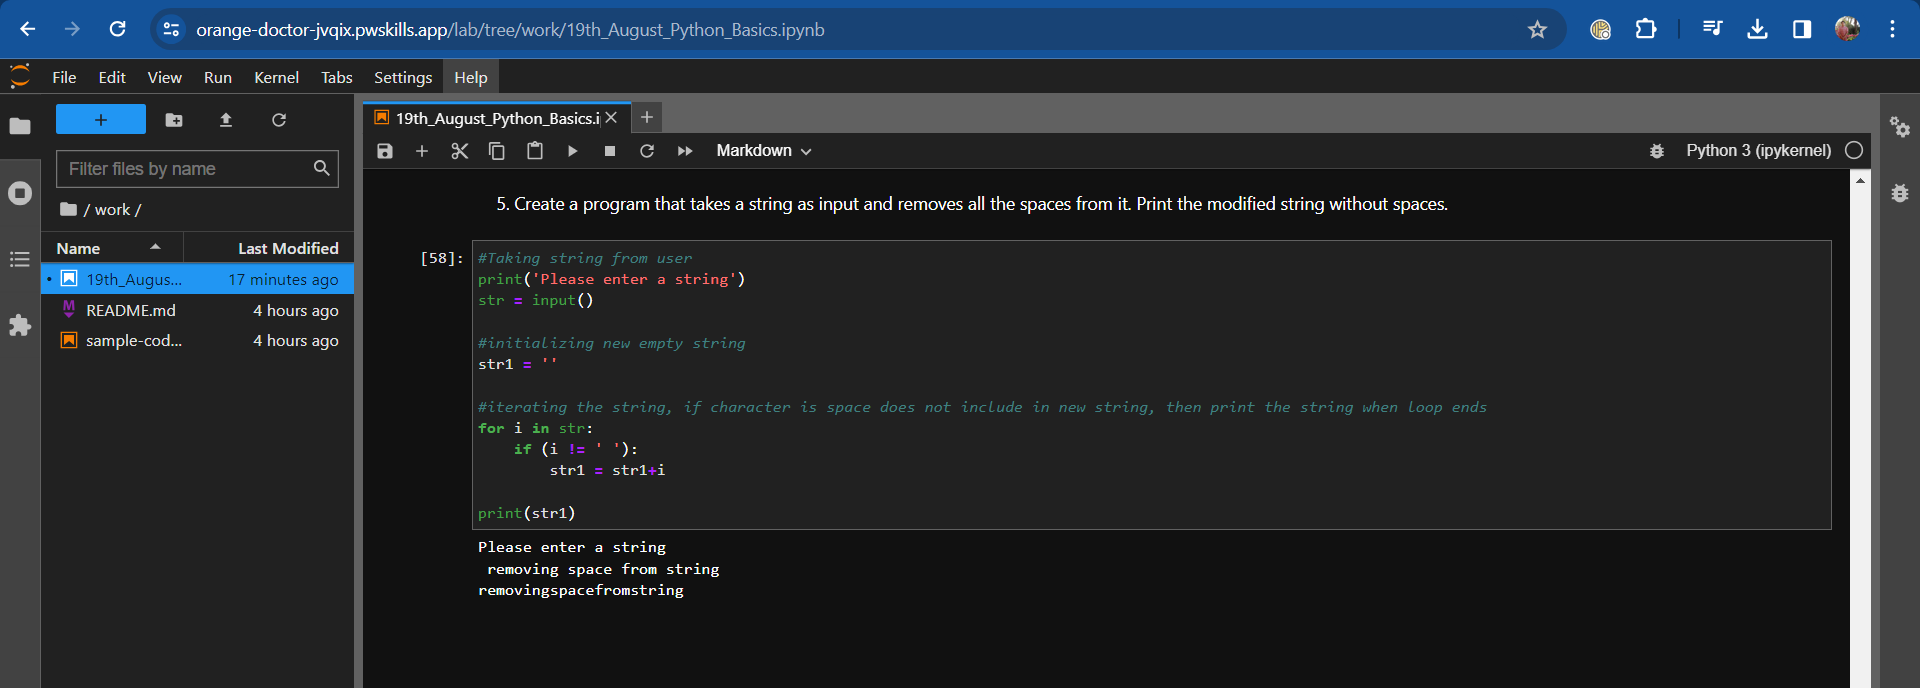 orange-doctor-jvqix.pwskills.app/lab/tree/work/19th_August_Python_Basics.ipynb
File Edit View Run Kernel Tabs Settings Help
19th_August_Python_Basics.i
Filter files by name
Markdown
Python 3 (ipykernel)
/ work /
Name Last Modified
19th_Augus... 17 minutes ago
README.md 4 hours ago
sample-cod... 4 hours ago
5. Create a program that takes a string as input and removes all the spaces from it. Print the modified string without spaces.
[58]: #Taking string from user
print('Please enter a string')
str = input()
#initializing new empty string
str1 = ''
#iterating the string, if character is space does not include in new string, then print the string when loop ends
for i in str:
    if (i != ' '):
        str1 = str1+i
print(str1)
Please enter a string
 removing space from string
removingspacefromstring